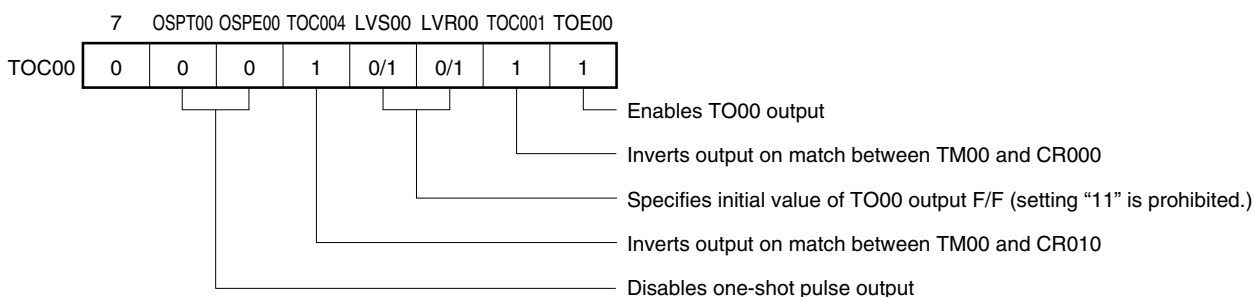 7 OSPT00 OSPE00 TOC004 LVS00 LVR00 TOC001 TOE00
TOC00 0 0 0 1 0/1 0/1 1 1
Enables TO00 output
Inverts output on match between TM00 and CR000
Specifies initial value of TO00 output F/F (setting “11” is prohibited.)
Inverts output on match between TM00 and CR010
Disables one-shot pulse output